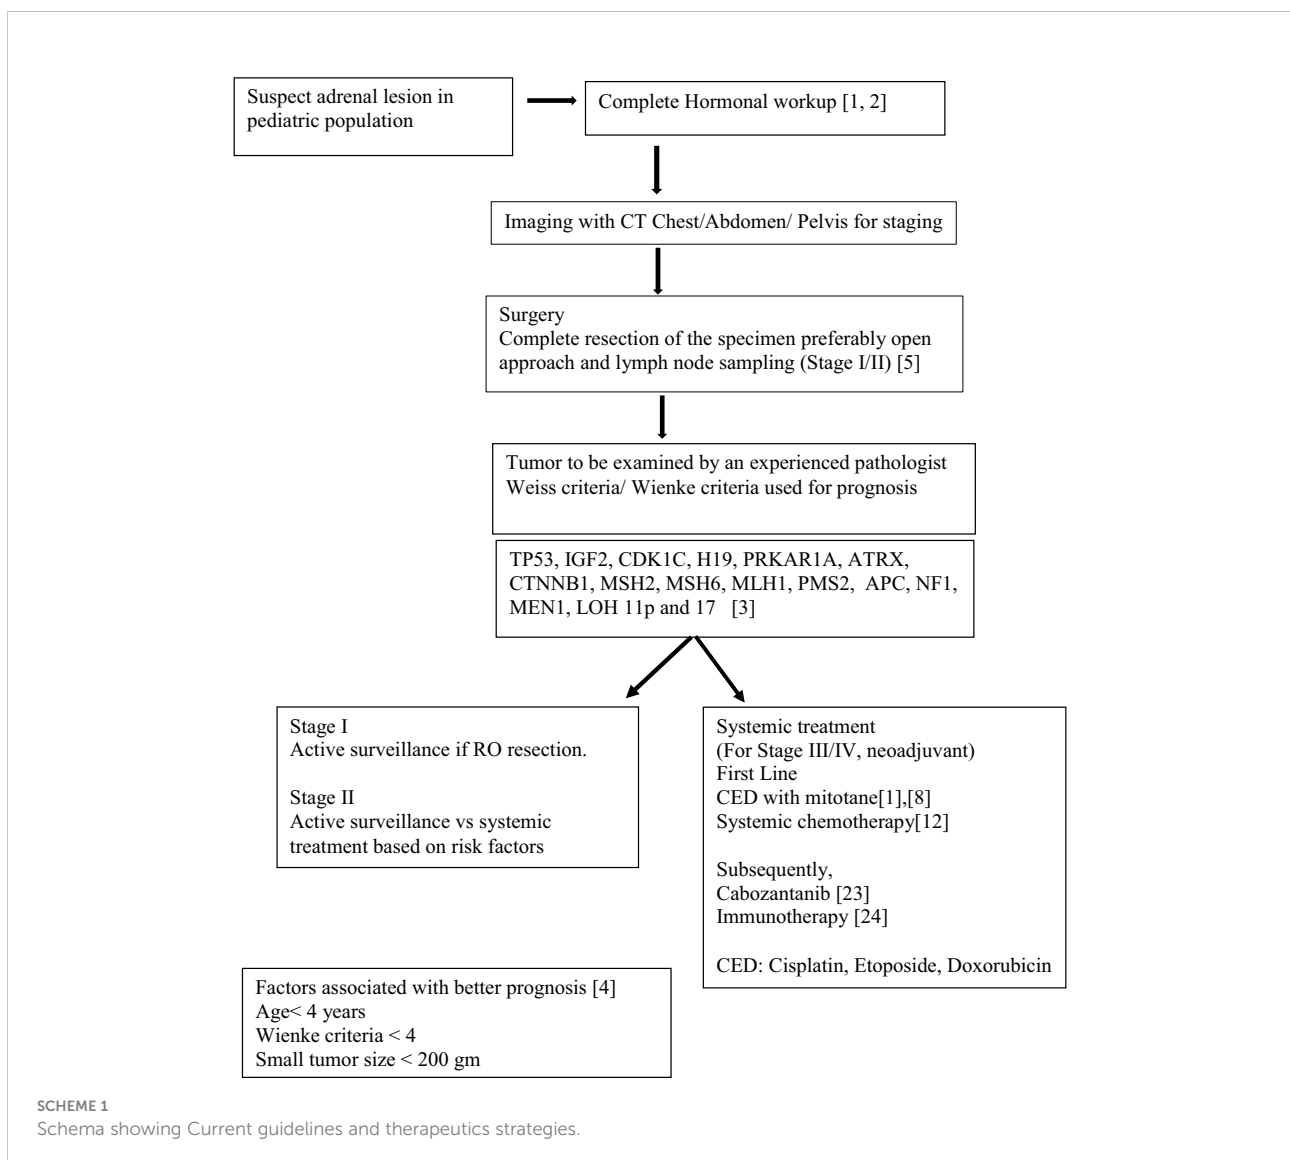 Suspect adrenal lesion in
pediatric population
Complete Hormonal workup [1, 2]
Imaging with CT Chest/Abdomen/ Pelvis for staging
Surgery
Complete resection of the specimen preferably open
approach and lymph node sampling (Stage I/II) [5]
Tumor to be examined by an experienced pathologist
Weiss criteria/ Wienke criteria used for prognosis
TP53, IGF2, CDK1C, H19, PRKAR1A, ATRX,
CTNNB1, MSH2, MSH6, MLH1, PMS2, APC, NF1,
MEN1, LOH 11p and 17 [3]
Stage I
Active surveillance if RO resection.
Stage II
Active surveillance vs systemic
treatment based on risk factors
Systemic treatment
(For Stage III/IV, neoadjuvant)
First Line
CED with mitotane[1],[8]
Systemic chemotherapy[12]
Subsequently,
Cabozantanib [23]
Immunotherapy [24]
CED: Cisplatin, Etoposide, Doxorubicin
Factors associated with better prognosis [4]
Age< 4 years
Wienke criteria < 4
Small tumor size < 200 gm
SCHEME 1
Schema showing Current guidelines and therapeutics strategies.